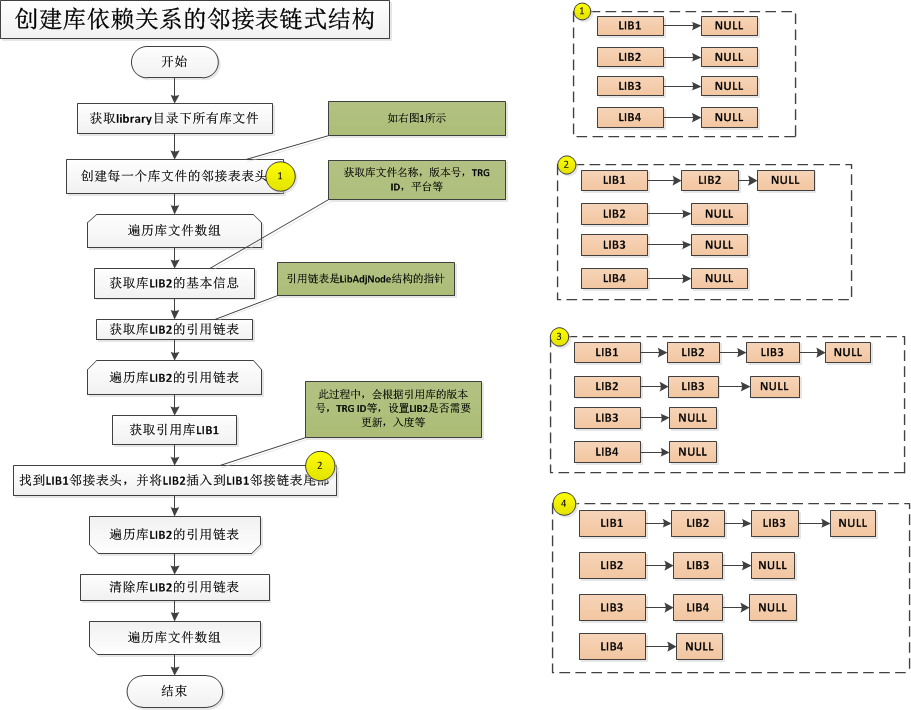 创建库依赖关系的邻接表链式结构
开始
获取library目录下所有库文件
如右图1所示
创建每一个库文件的邻接表表头
1
获取库文件名称，版本号，TRG
ID，平台等
遍历库文件数组
获取库LIB2的基本信息
引用链表是LibAdjNode结构的指针
获取库LIB2的引用链表
遍历库LIB2的引用链表
此过程中，会根据引用库的版本
号，TRG ID等，设置LIB2是否需要
更新，入度等
获取引用库LIB1
2
找到LIB1邻接表头，并将LIB2插入到LIB1邻接链表尾部
遍历库LIB2的引用链表
清除库LIB2的引用链表
遍历库文件数组
结束
1
LIB1 NULL
LIB2 NULL
LIB3 NULL
LIB4 NULL
2
LIB1 LIB2 NULL
LIB2 NULL
LIB3 NULL
LIB4 NULL
3
LIB1 LIB2 LIB3 NULL
LIB2 LIB3 NULL
LIB3 NULL
LIB4 NULL
4
LIB1 LIB2 LIB3 NULL
LIB2 LIB3 NULL
LIB3 LIB4 NULL
LIB4 NULL